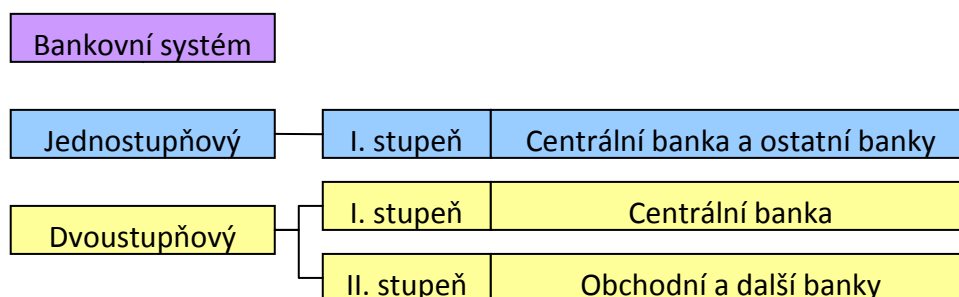 Bankovní systém
Jednostupňový I. stupeň Centrální banka a ostatní banky
I. stupeň Centrální banka
Dvoustupňový
II. stupeň Obchodní a další banky